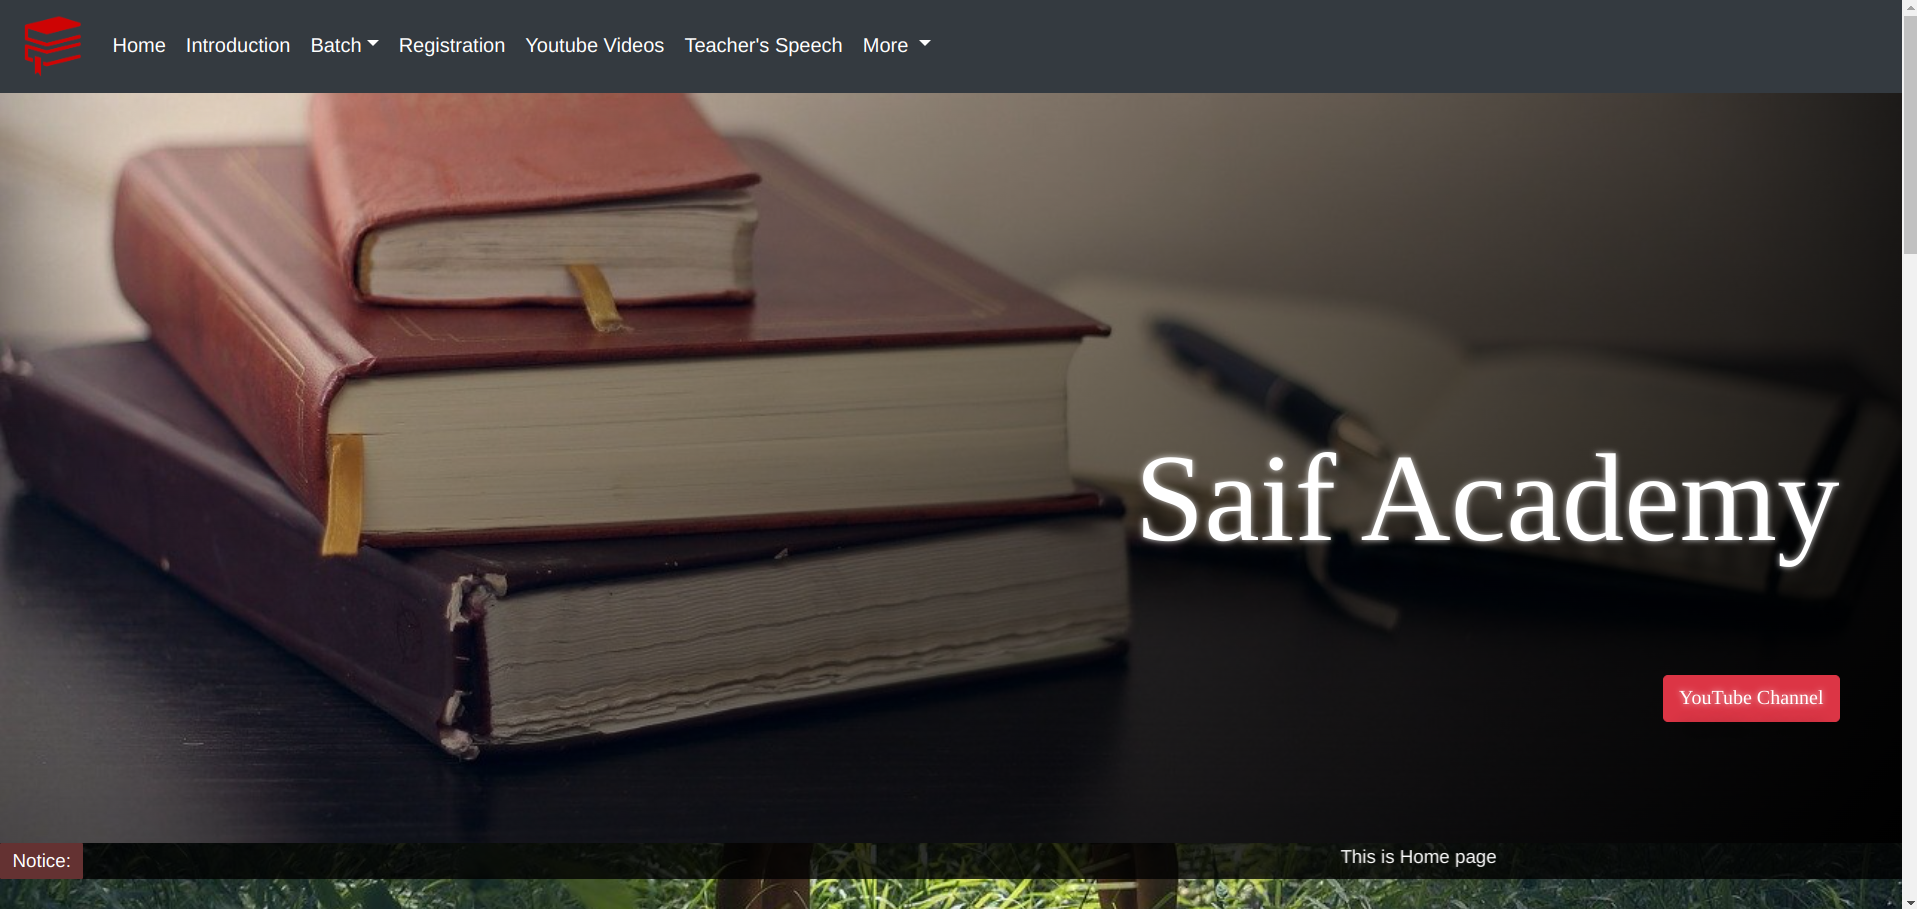 Home Introduction Batch Registration Youtube Videos Teacher's Speech More
Saif Academy
YouTube Channel
Notice: This is Home page